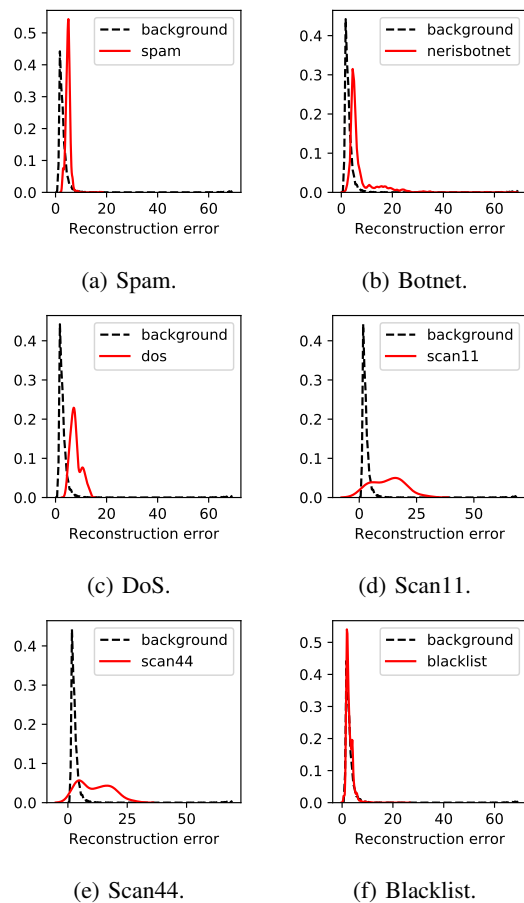 0.5
0.4
0.3
0.2
0.1
0.0
background
spam
0 20 40 60
Reconstruction error
(a) Spam.
0.4
0.3
0.2
0.1
0.0
background
nerisbotnet
0 20 40 60
Reconstruction error
(b) Botnet.
0.4
0.3
0.2
0.1
0.0
background
dos
0 20 40 60
Reconstruction error
(c) DoS.
0.4
0.3
0.2
0.1
0.0
background
scan11
0 50
Reconstruction error
(d) Scan11.
0.4
0.3
0.2
0.1
0.0
background
scan44
0 25 50
Reconstruction error
(e) Scan44.
0.5
0.4
0.3
0.2
0.1
0.0
background
blacklist
0 20 40 60
Reconstruction error
(f) Blacklist.